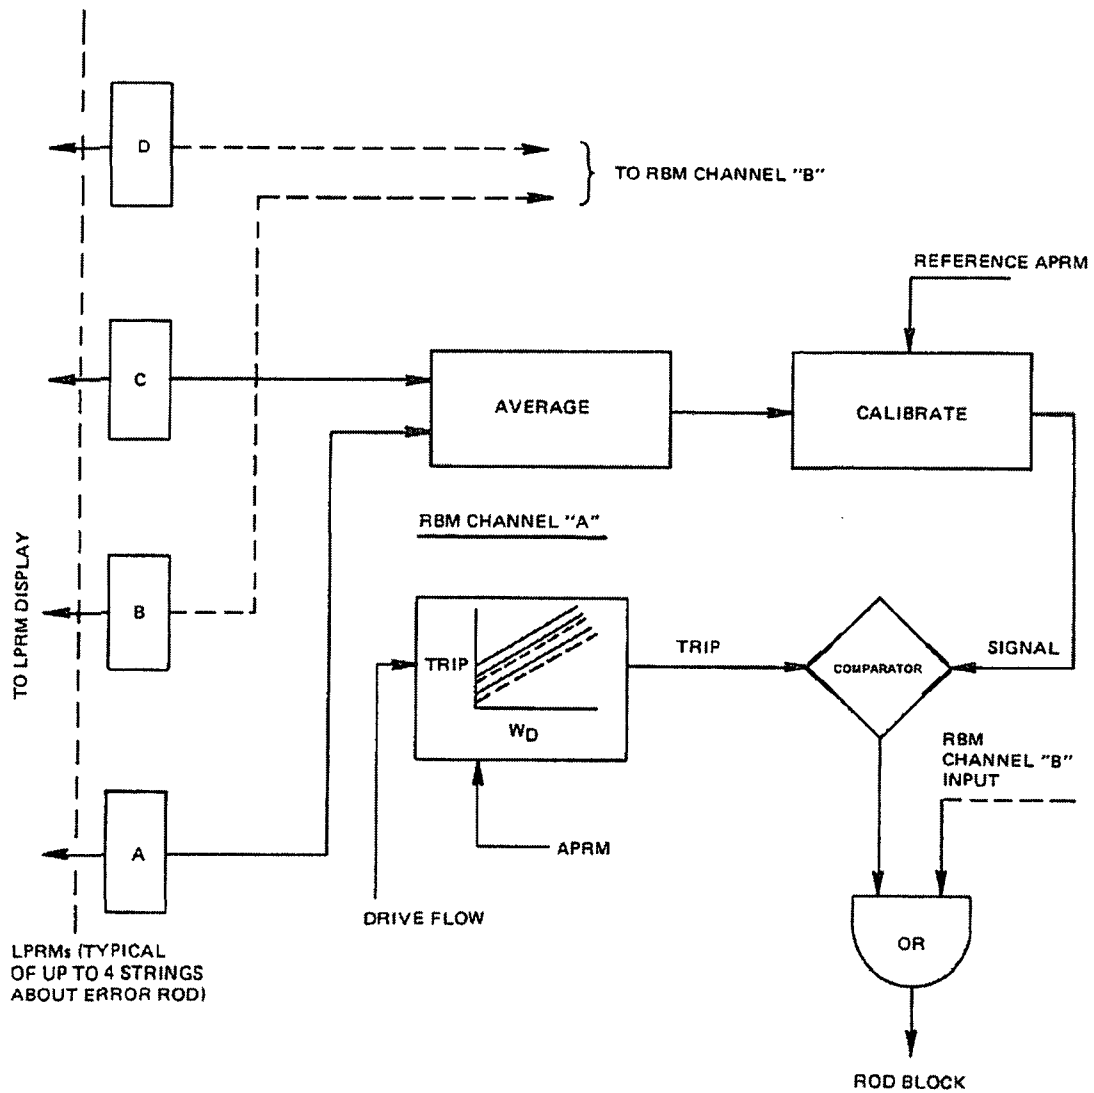 D
TO RBM CHANNEL "B"
REFERENCE APRM
C
AVERAGE
CALIBRATE
RBM CHANNEL "A"
TO LPRM DISPLAY
B
TRIP
WD
TRIP
COMPARATOR
SIGNAL
RBM
CHANNEL "B"
INPUT
A
APRM
DRIVE FLOW
OR
LPRMs (TYPICAL
OF UP TO 4 STRINGS
ABOUT ERROR ROD)
ROD BLOCK